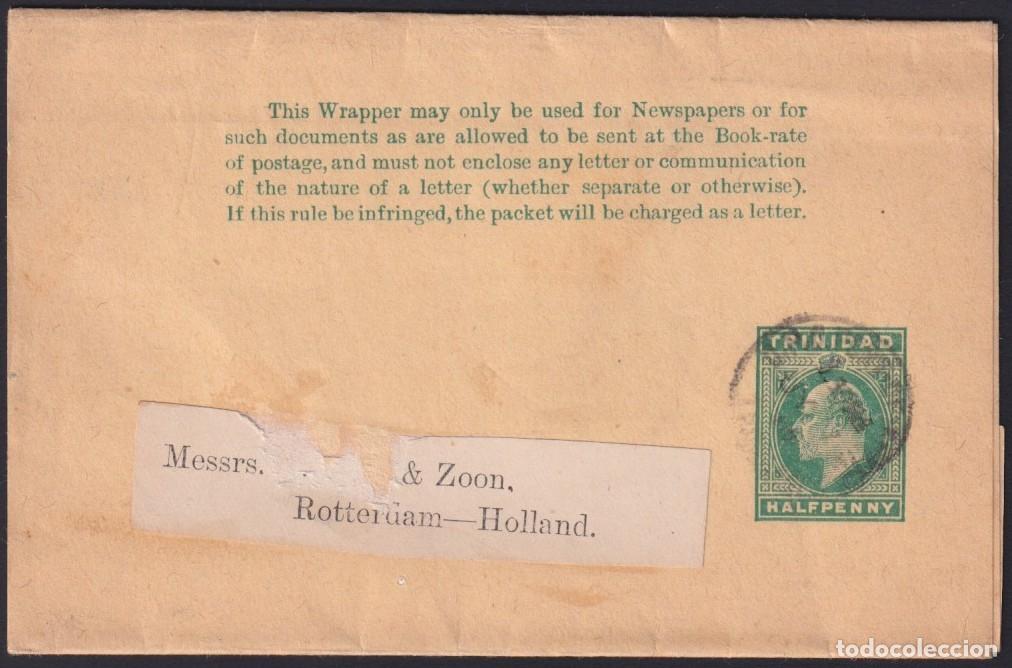 This Wrapper may only be used for Newspapers or for
such documents as are allowed to be sent at the Book-rate
of postage, and must not enclose any letter or communication
of the nature of a letter (whether separate or otherwise).
If this rule be infringed, the packet will be charged as a letter.
TRINIDAD
HALFPENNY
Messrs. & Zoon,
Rotterdam—Holland.
todocoleccion